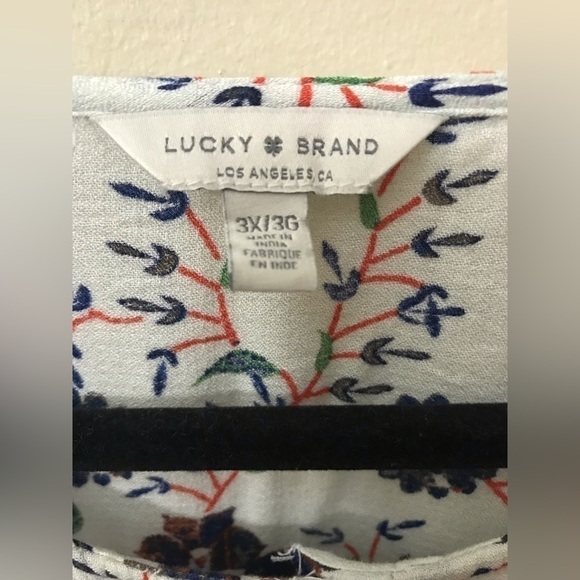 LUCKY BRAND
LOS ANGELES, CA
3X/3G
MADE IN
INDIA
FABRIQUE
EN INDE